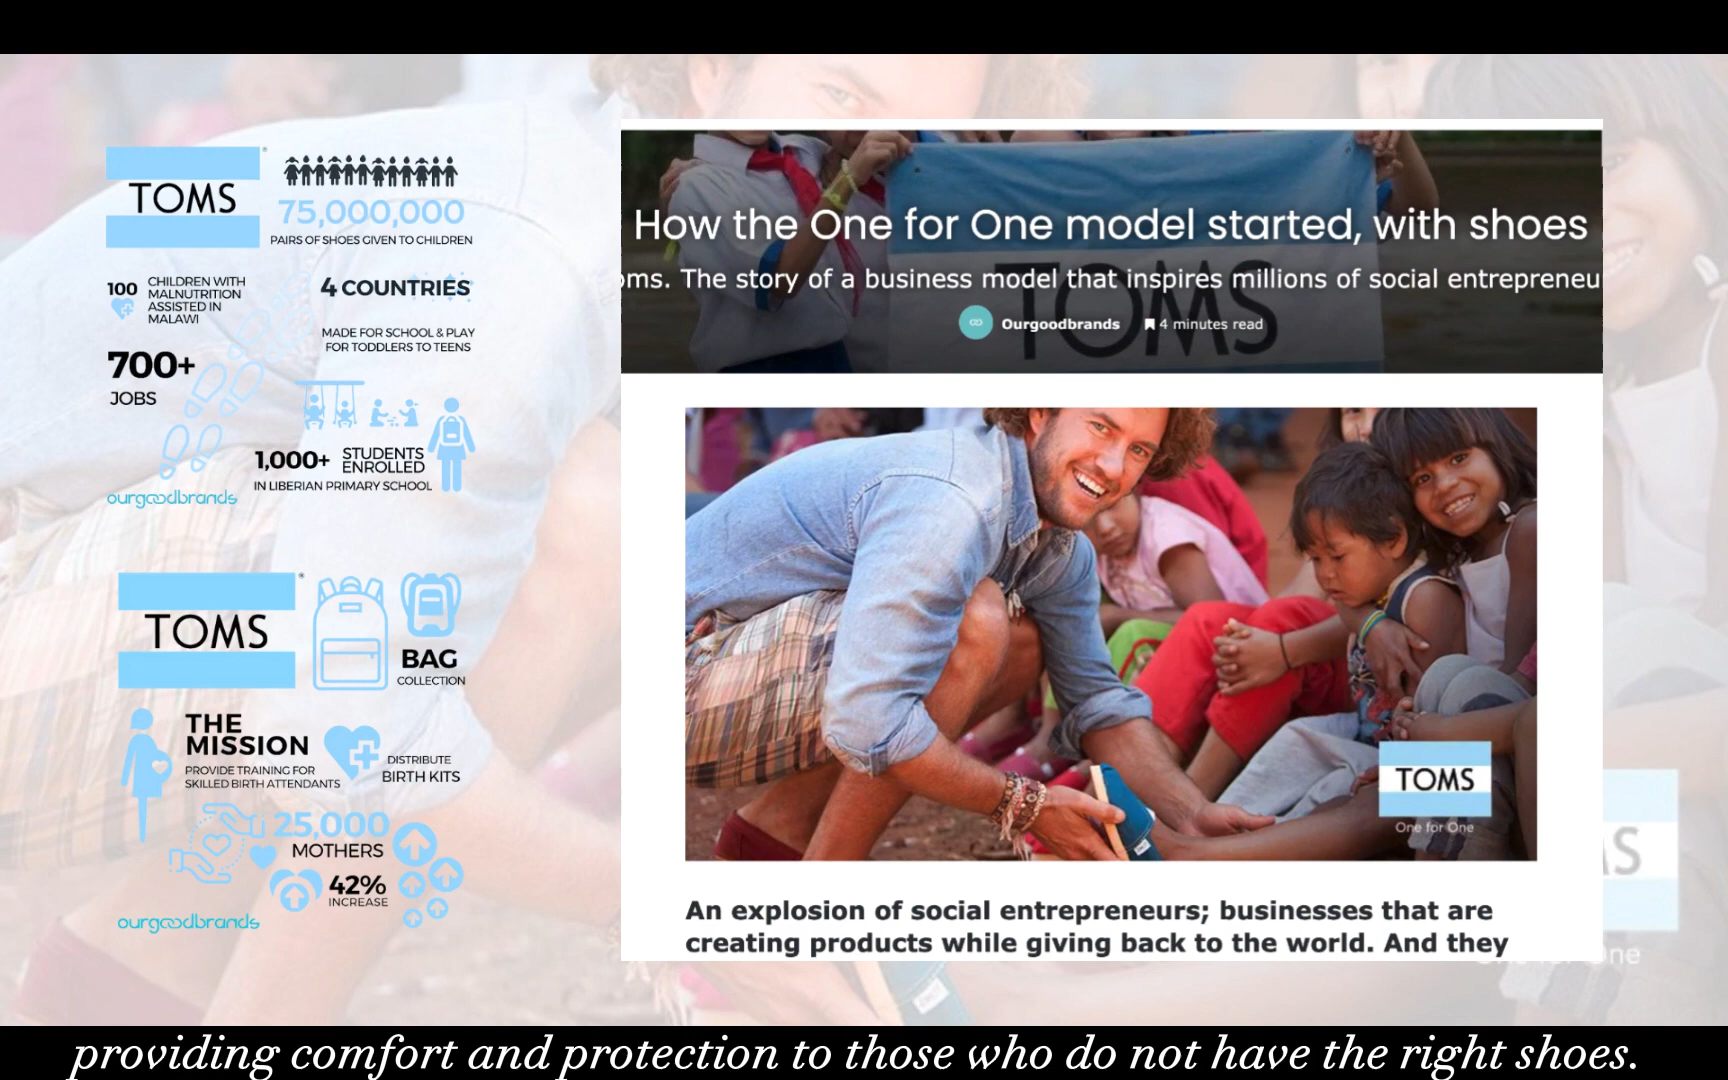 TOMS
75,000,000
PAIRS OF SHOES GIVEN TO CHILDREN
100
CHILDREN WITH
MALNUTRITION
ASSISTED IN
MALAWI
4 COUNTRIES
MADE FOR SCHOOL & PLAY
FOR TODDLERS TO TEENS
700+
JOBS
1,000+ STUDENTS
ENROLLED
IN LIBERIAN PRIMARY SCHOOL
ourgoodbrands
TOMS
BAG
COLLECTION
THE
MISSION
PROVIDE TRAINING FOR
SKILLED BIRTH ATTENDANTS
DISTRIBUTE
BIRTH KITS
25,000
MOTHERS
42%
INCREASE
ourgoodbrands
How the One for One model started, with shoes
The story of a business model that inspires millions of social
TOMS
Ourgoodbrands 4 minutes read
TOMS
One for One
An explosion of social entrepreneurs; businesses that are
creating products while giving back to the world. And they
providing comfort and protection to those who do not have the right shoes.